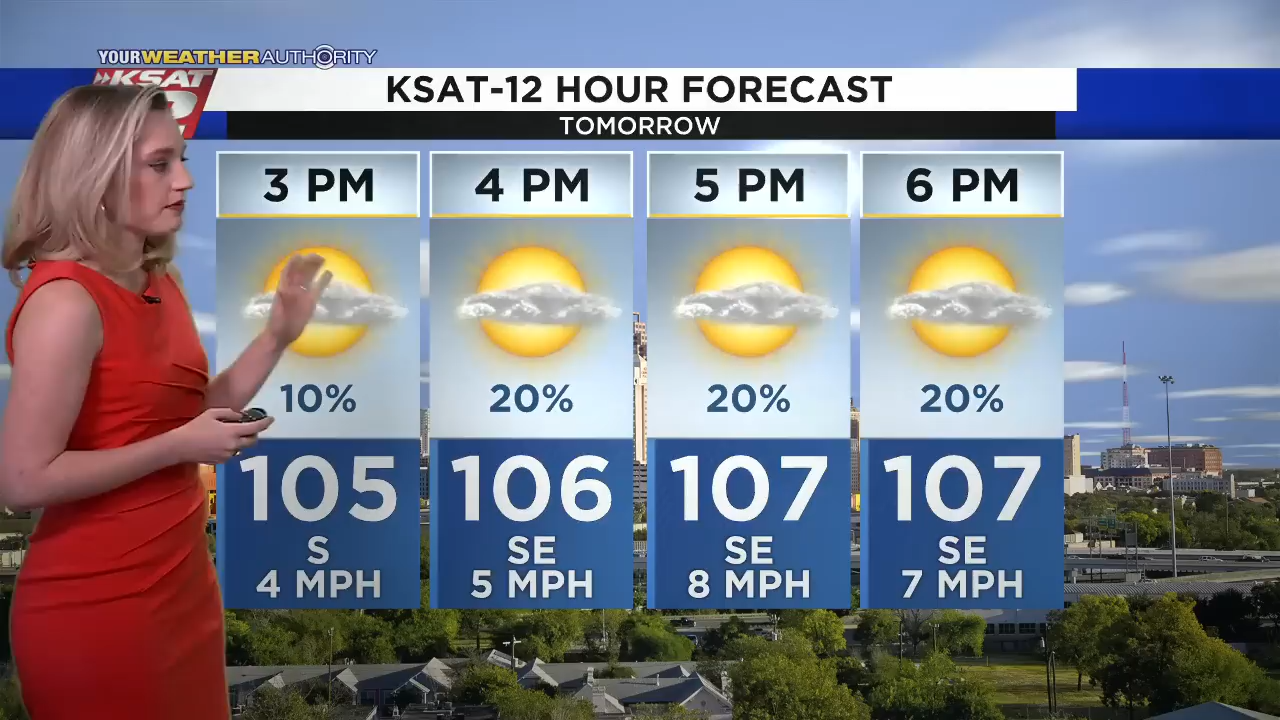 YOURWEATHERAUTHORITY
KSAT
KSAT-12 HOUR FORECAST
TOMORROW
3 PM
4 PM
5 PM
6 PM
10%
20%
20%
20%
105
106
107
107
S
SE
SE
SE
4 MPH
5 MPH
8 MPH
7 MPH